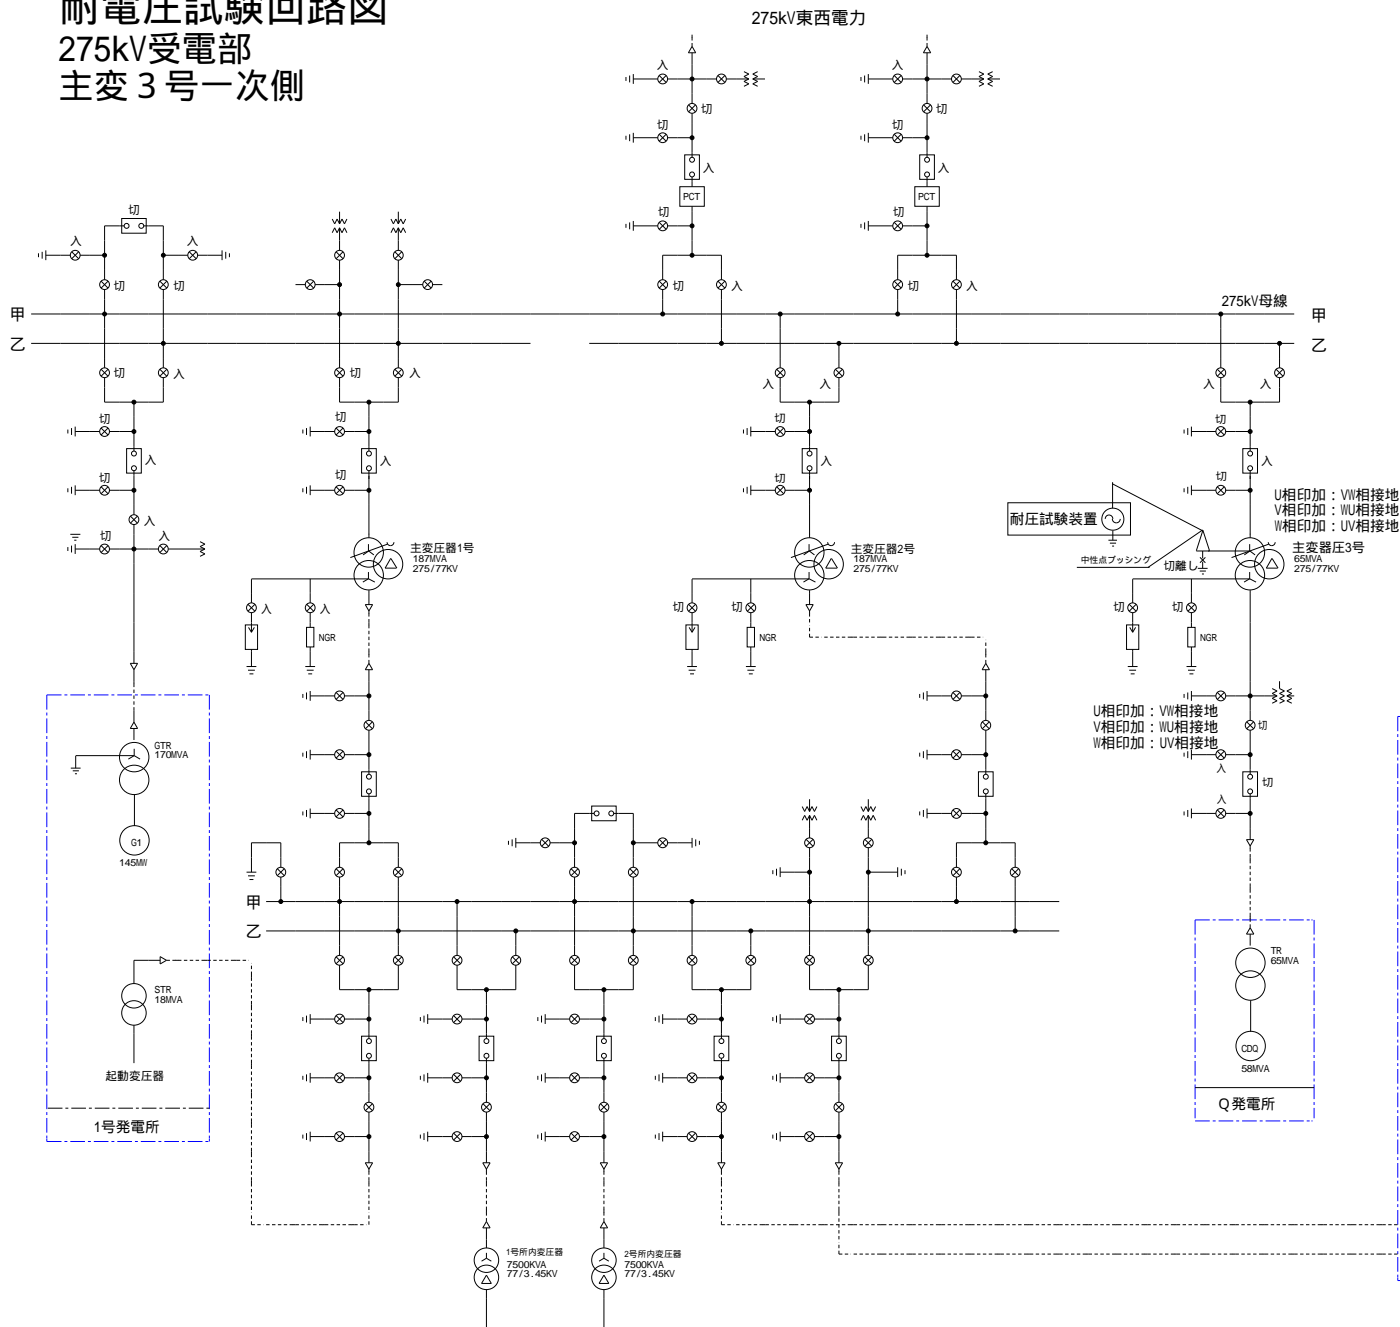 耐電圧試験回路図
275kV受電部
主変３号一次側
275kV東西電力
入
入
切
切
切
切
入
入
PCT
PCT
切
切
切
入
入
切
切
切
入
切
入
275kV母線
甲
甲
乙
乙
切
入
切
入
入
入
入
入
切
切
切
切
入
入
入
入
切
切
切
切
入
切
入
U相印加：VW相接地
V相印加：WU相接地
W相印加：UV相接地
耐圧試験装置
中性点ブッシング
切離し
主変圧器1号
187MVA
275/77KV
主変圧器2号
187MVA
275/77KV
主変器圧3号
65MVA
275/77KV
入
入
切
切
切
切
NGR
NGR
NGR
U相印加：VW相接地
V相印加：WU相接地
W相印加：UV相接地
切
入
切
入
GTR
170MVA
G1
145MW
甲
乙
STR
18MVA
起動変圧器
1号発電所
TR
65MVA
CDQ
58MVA
Q発電所
1号所内変圧器
7500KVA
77/3.45KV
2号所内変圧器
7500KVA
77/3.45KV